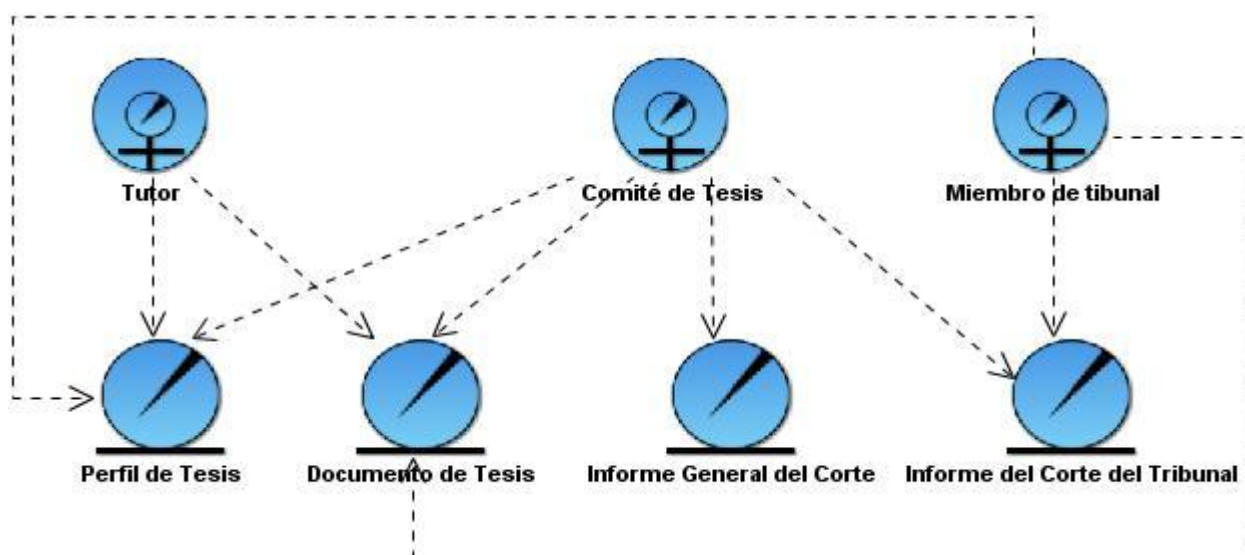 Tutor
Comité de Tesis
Miembro de tibunal
Perfil de Tesis
Documento de Tesis
Informe General del Corte
Informe del Corte del Tribunal